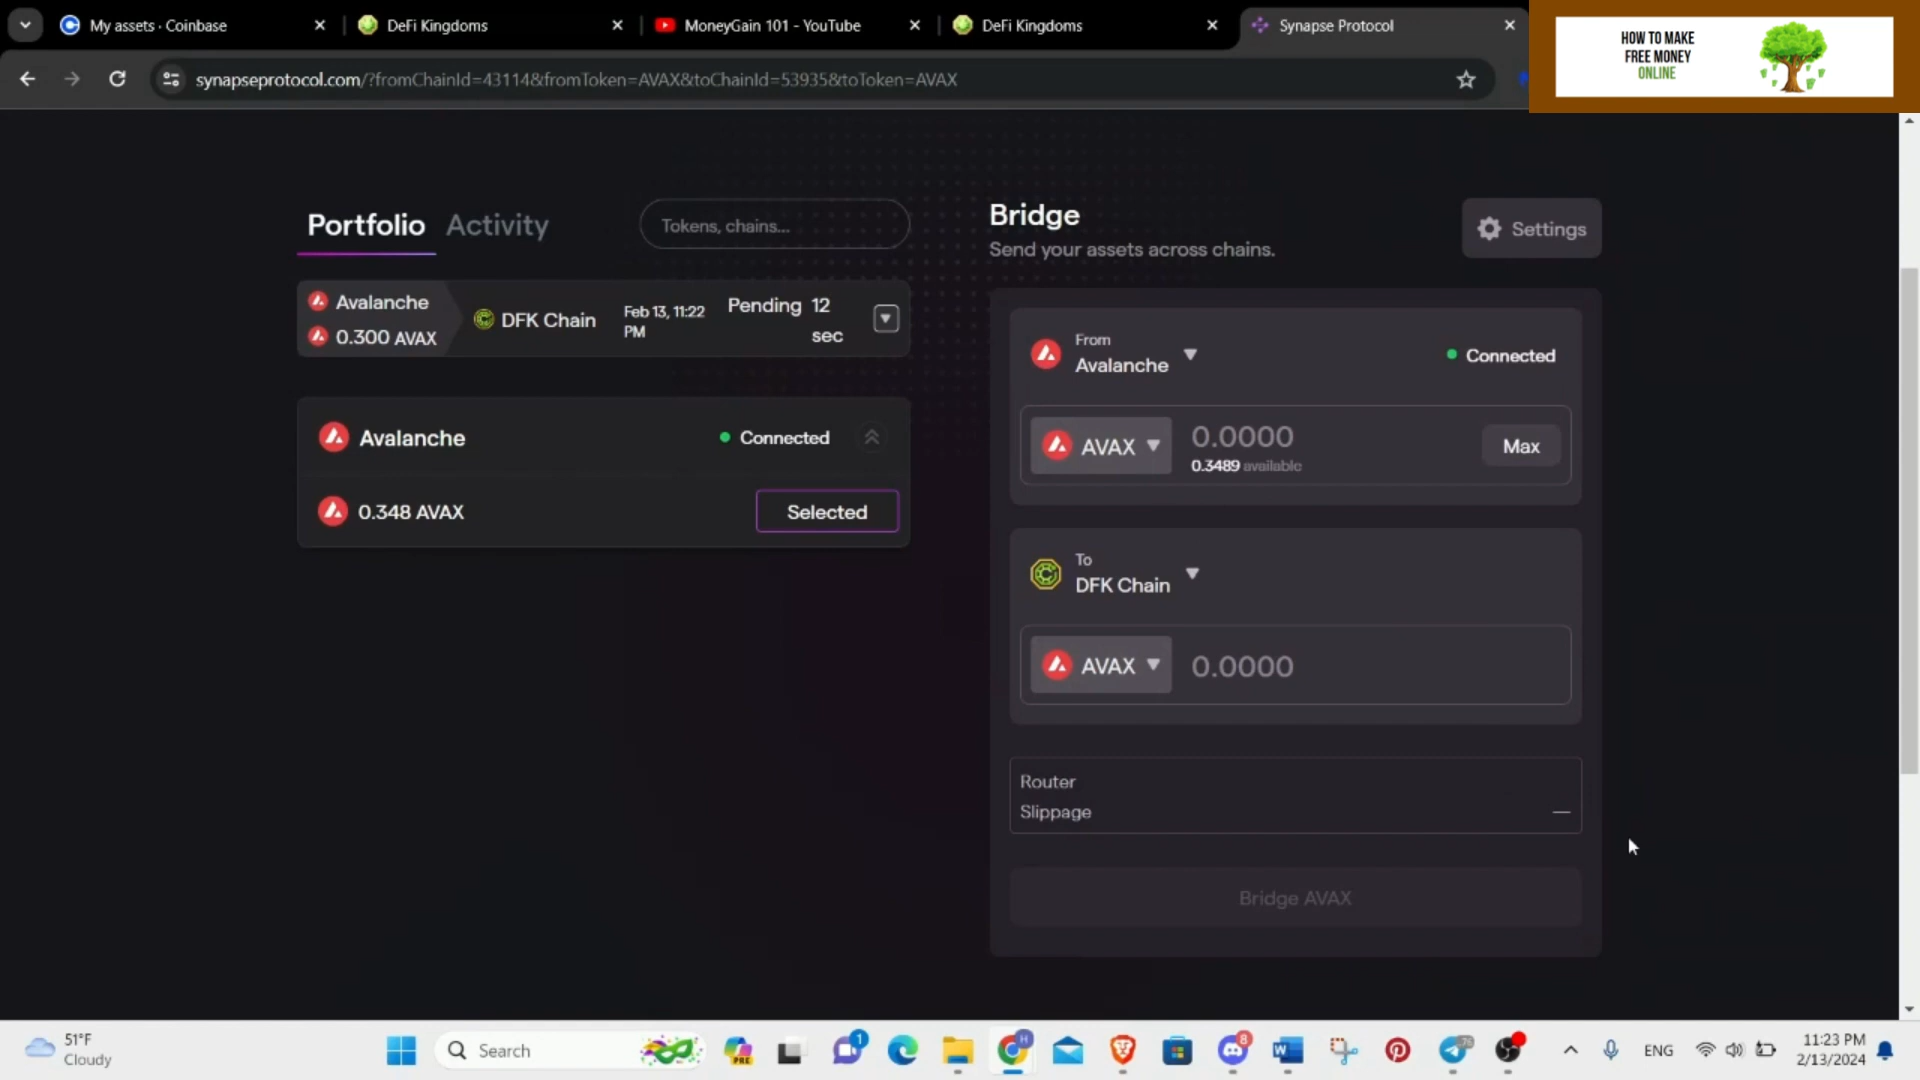 My assets · Coinbase
DeFi Kingdoms
MoneyGain 101 - YouTube
DeFi Kingdoms
Synapse Protocol
HOW TO MAKE
FREE MONEY
ONLINE
synapseprotocol.com/?fromChainId=43114&fromToken=AVAX&toChainId=53935&toToken=AVAX
Portfolio
Activity
Tokens, chains...
Bridge
Send your assets across chains.
Settings
Avalanche
0.300 AVAX
DFK Chain
Feb 13, 11:22
PM
Pending 12
sec
Avalanche
Connected
0.348 AVAX
Selected
From
Avalanche
Connected
AVAX
0.0000
0.3489 available
Max
To
DFK Chain
AVAX
0.0000
Router
Slippage
—
Bridge AVAX
51°F
Cloudy
Search
PRE
1
H
8
76
ENG
11:23 PM
2/13/2024